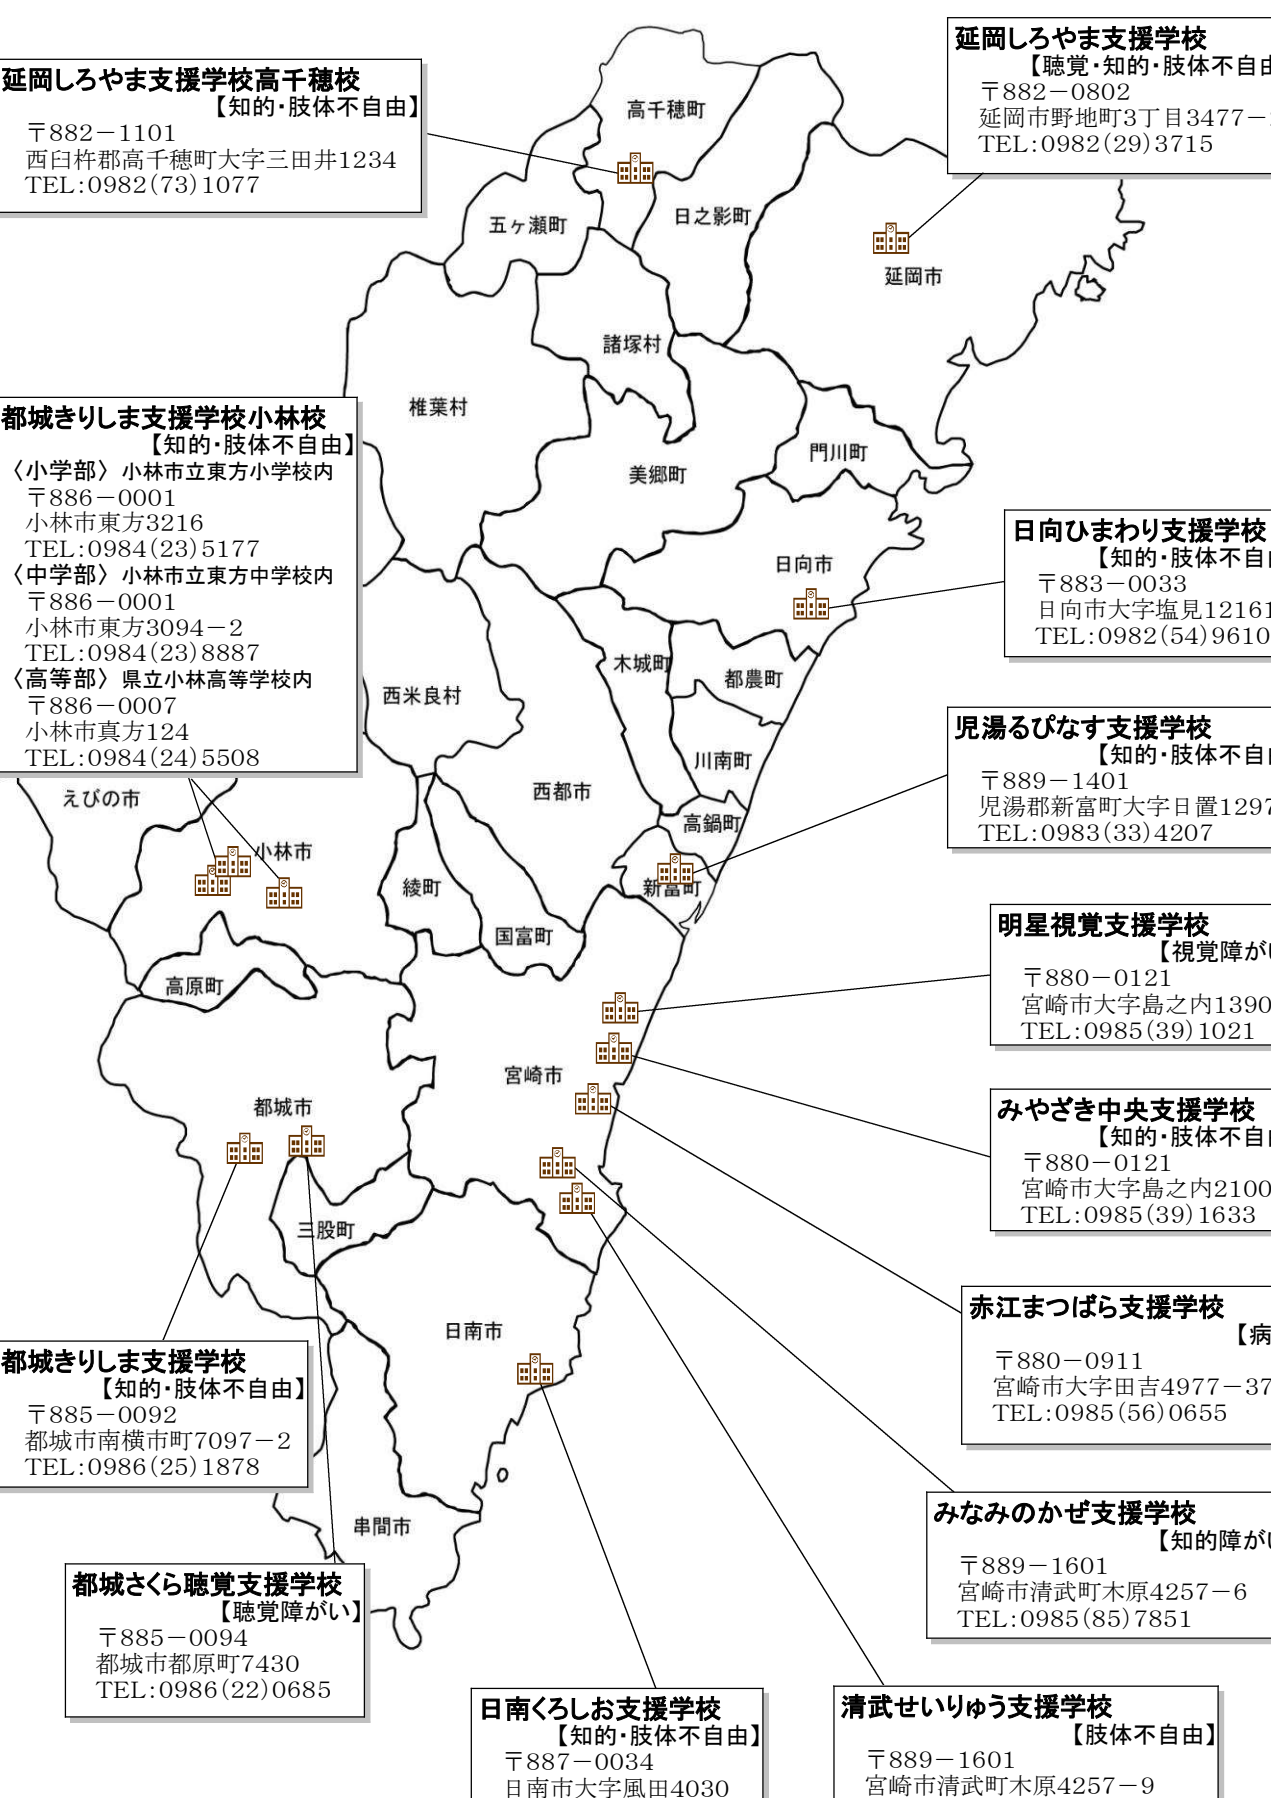 延岡しろやま支援学校高千穂校
【知的・肢体不自由】
〒882－1101
西臼杵郡高千穂町大字三田井1234
TEL:0982(73)1077
延岡しろやま支援学校
【聴覚・知的・肢体不自由
〒882－0802
延岡市野地町3丁目3477－
TEL:0982(29)3715
高千穂町
五ヶ瀬町
日之影町
延岡市
諸塚村
椎葉村
美郷町
門川町
日向市
都城きりしま支援学校小林校
【知的・肢体不自由】
〈小学部〉小林市立東方小学校内
〒886－0001
小林市東方3216
TEL:0984(23)5177
〈中学部〉小林市立東方中学校内
〒886－0001
小林市東方3094－2
TEL:0984(23)8887
〈高等部〉県立小林高等学校内
〒886－0007
小林市真方124
TEL:0984(24)5508
日向ひまわり支援学校
【知的・肢体不自由
〒883－0033
日向市大字塩見12161
TEL:0982(54)9610
木城町
都農町
西米良村
川南町
西都市
高鍋町
えびの市
小林市
綾町
新富町
国富町
高原町
児湯るぴなす支援学校
【知的・肢体不自由
〒889－1401
児湯郡新富町大字日置1297
TEL:0983(33)4207
明星視覚支援学校
【視覚障がい
〒880－0121
宮崎市大字島之内1390
TEL:0985(39)1021
宮崎市
都城市
三股町
みやざき中央支援学校
【知的・肢体不自由
〒880－0121
宮崎市大字島之内2100
TEL:0985(39)1633
赤江まつばら支援学校
【病
〒880－0911
宮崎市大字田吉4977－37
TEL:0985(56)0655
日南市
都城きりしま支援学校
【知的・肢体不自由】
〒885－0092
都城市南横市町7097－2
TEL:0986(25)1878
みなみのかぜ支援学校
【知的障がい
〒889－1601
宮崎市清武町木原4257－6
TEL:0985(85)7851
串間市
都城さくら聴覚支援学校
【聴覚障がい】
〒885－0094
都城市都原町7430
TEL:0986(22)0685
日南くろしお支援学校
【知的・肢体不自由】
〒887－0034
日南市大字風田4030
清武せいりゅう支援学校
【肢体不自由】
〒889－1601
宮崎市清武町木原4257－9